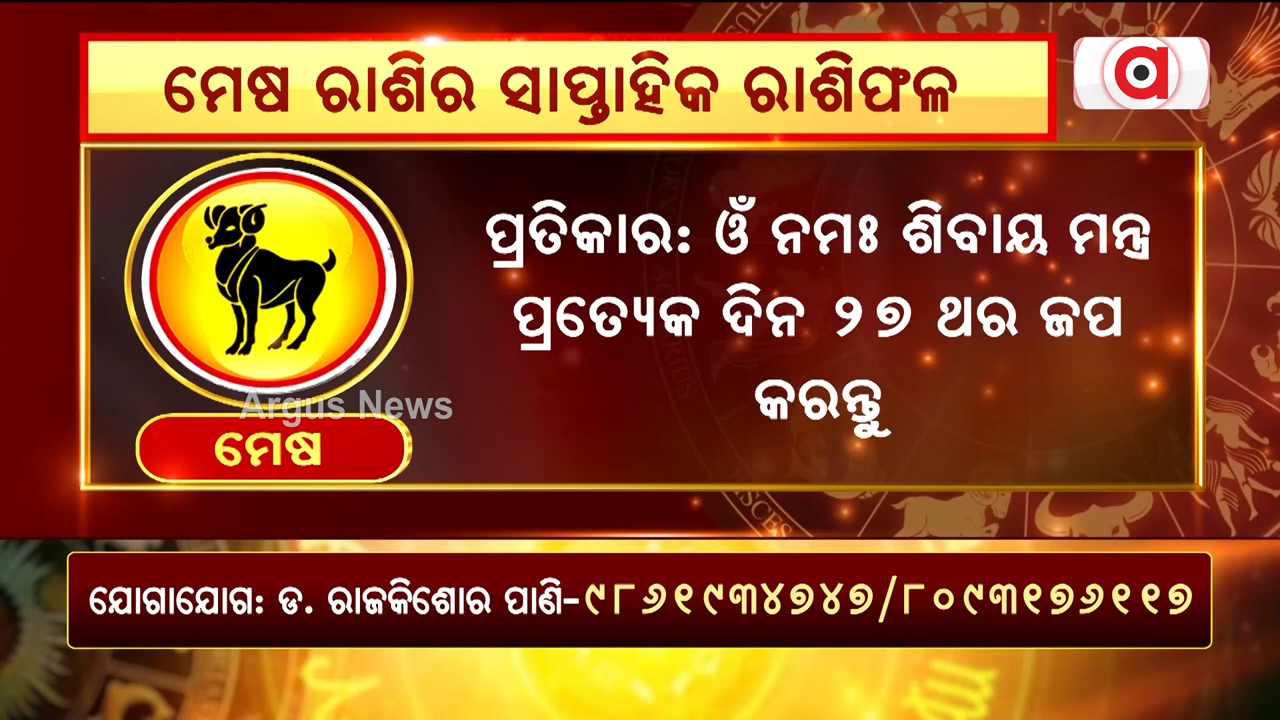 ମେଷ ରାଶିର ସାପ୍ତାହିକ ରାଶିଫଳ
a
ପ୍ରତିକାର: ଓଁ ନମଃ ଶିବାୟ ମନ୍ତ୍ର
ପ୍ରତ୍ୟେକ ଦିନ ୨୭ ଥର ଜପ
କରନ୍ତୁ
Argus News
ମେଷ
ଯୋଗାଯୋଗ: ଡ. ରାଜକିଶୋର ପାଣି-୯୮୬୧୯୩୪୭୪୭/୮୦୯୩୧୭୬୧୧୭